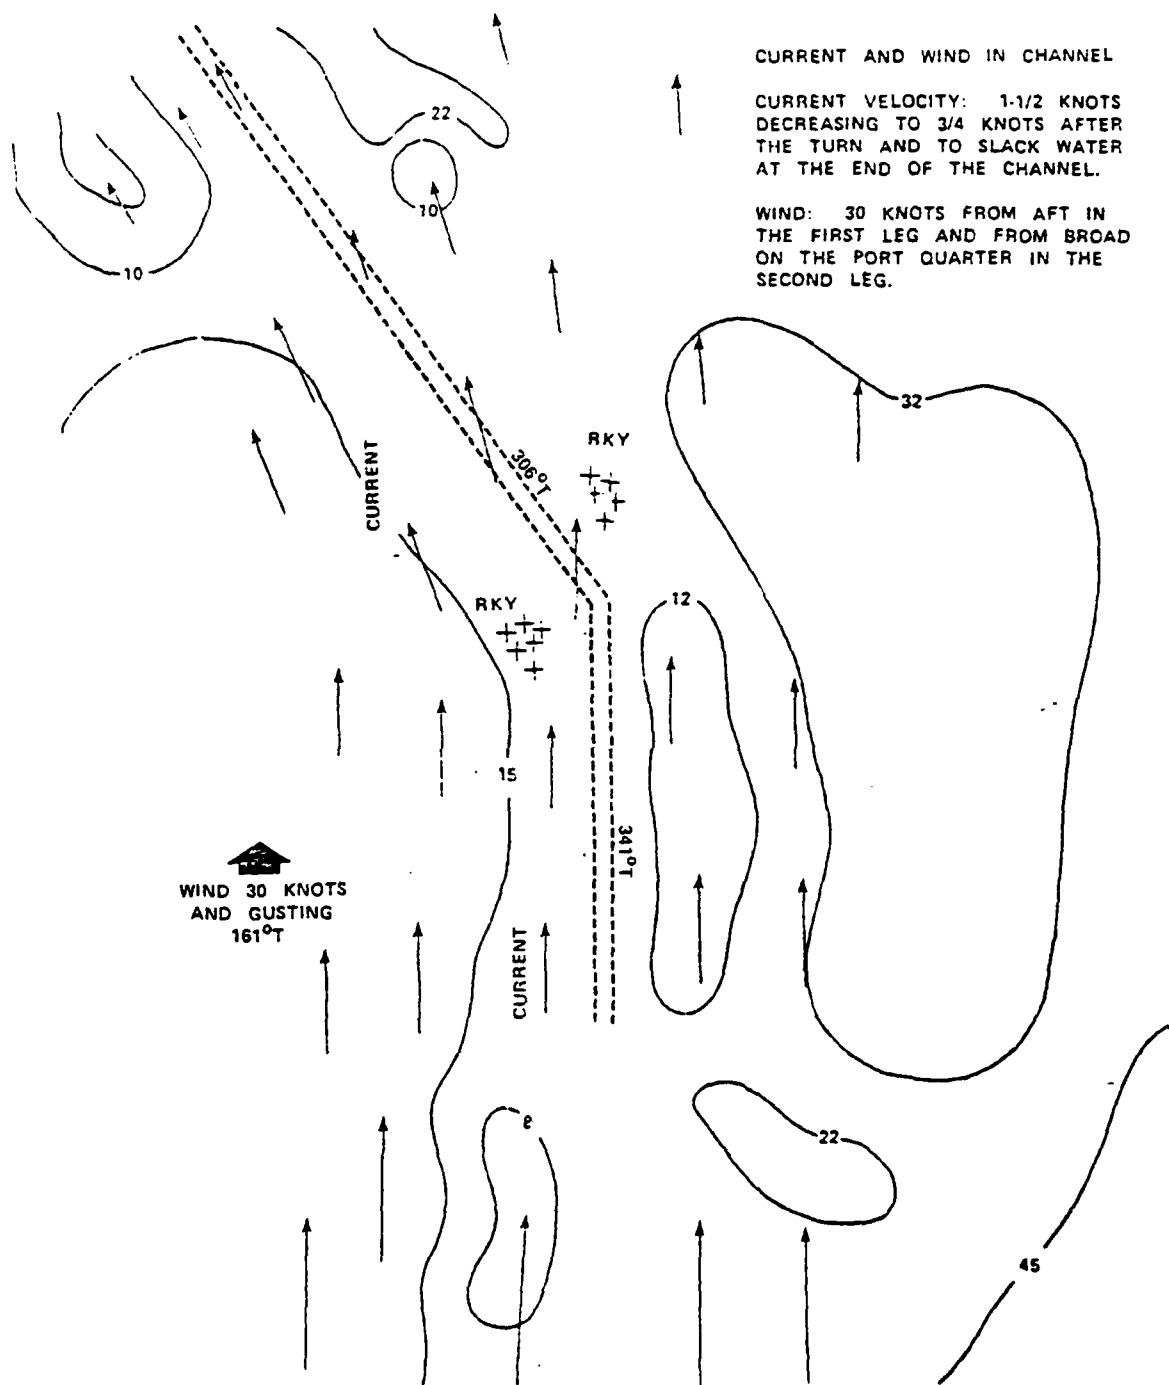 CURRENT AND WIND IN CHANNEL
CURRENT VELOCITY: 1-1/2 KNOTS
DECREASING TO 3/4 KNOTS AFTER
THE TURN AND TO SLACK WATER
AT THE END OF THE CHANNEL.
WIND: 30 KNOTS FROM AFT IN
THE FIRST LEG AND FROM BROAD
ON THE PORT QUARTER IN THE
SECOND LEG.
22
10
10
32
RKY
306°T
CURRENT
RKY
12
15
341°T
WIND 30 KNOTS
AND GUSTING
161°T
CURRENT
8
22
45